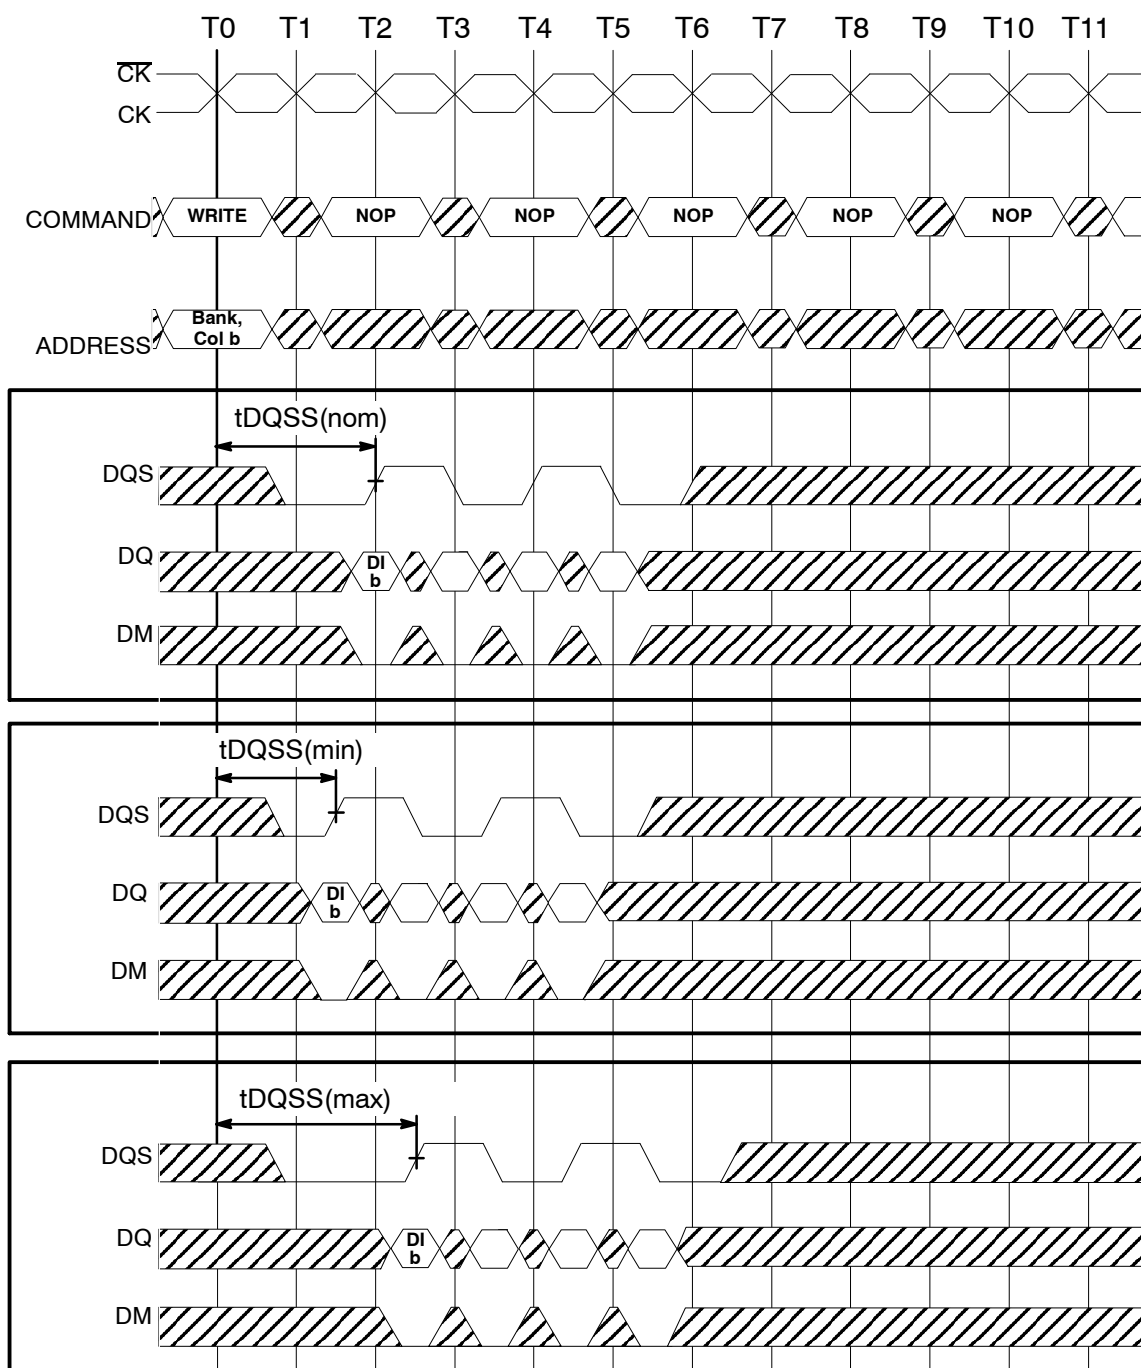 T0 T1 T2 T3 T4 T5 T6 T7 T8 T9 T10 T11
CK
CK
COMMAND WRITE NOP NOP NOP NOP NOP
ADDRESS Bank, Col b
tDQSS(nom)
DQS
DQ DI b
DM
tDQSS(min)
DQS
DQ DI b
DM
tDQSS(max)
DQS
DQ DI b
DM